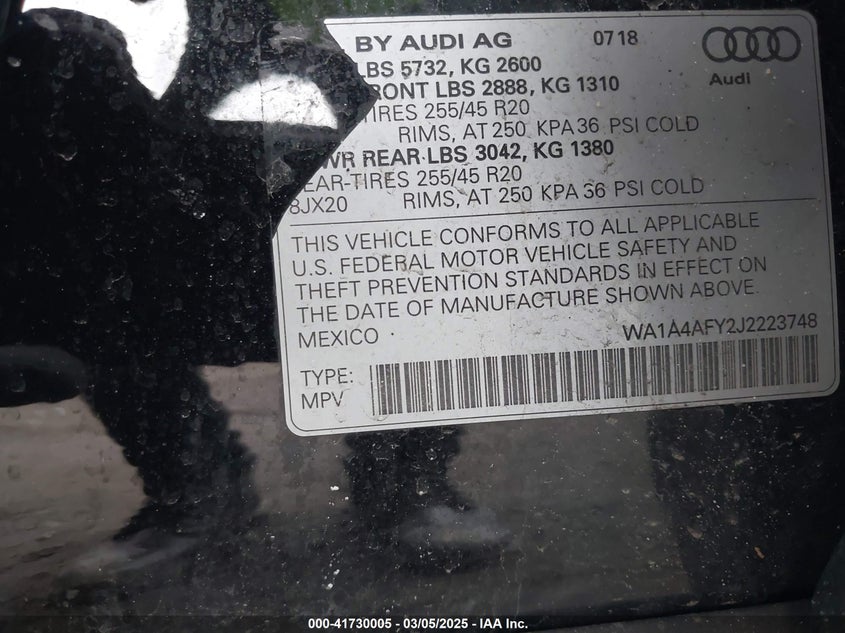 BY AUDI AG 0718
Audi
LBS 5732, KG 2600
FRONT LBS 2888, KG 1310
-TIRES 255/45 R20
RIMS, AT 250 KPA 36 PSI COLD
WR REAR LBS 3042, KG 1380
REAR-TIRES 255/45 R20
8JX20 RIMS, AT 250 KPA 36 PSI COLD
THIS VEHICLE CONFORMS TO ALL APPLICABLE
U.S. FEDERAL MOTOR VEHICLE SAFETY AND
THEFT PREVENTION STANDARDS IN EFFECT ON
THE DATE OF MANUFACTURE SHOWN ABOVE.
MEXICO WA1A4AFY2J2223748
TYPE:
MPV
000-41730005 - 03/05/2025 - IAA Inc.